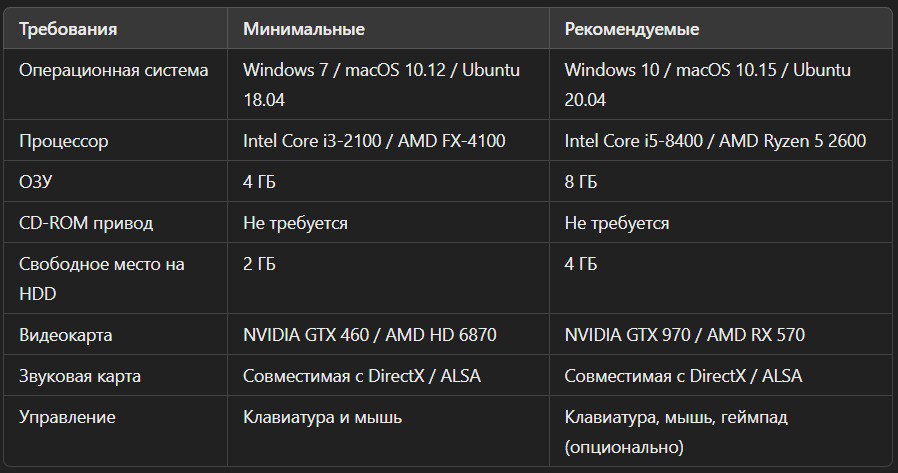 Требования Минимальные Рекомендуемые
Операционная система Windows 7 / macOS 10.12 / Ubuntu 18.04 Windows 10 / macOS 10.15 / Ubuntu 20.04
Процессор Intel Core i3-2100 / AMD FX-4100 Intel Core i5-8400 / AMD Ryzen 5 2600
ОЗУ 4 ГБ 8 ГБ
CD-ROM привод Не требуется Не требуется
Свободное место на HDD 2 ГБ 4 ГБ
Видеокарта NVIDIA GTX 460 / AMD HD 6870 NVIDIA GTX 970 / AMD RX 570
Звуковая карта Совместимая с DirectX / ALSA Совместимая с DirectX / ALSA
Управление Клавиатура и мышь Клавиатура, мышь, геймпад (опционально)